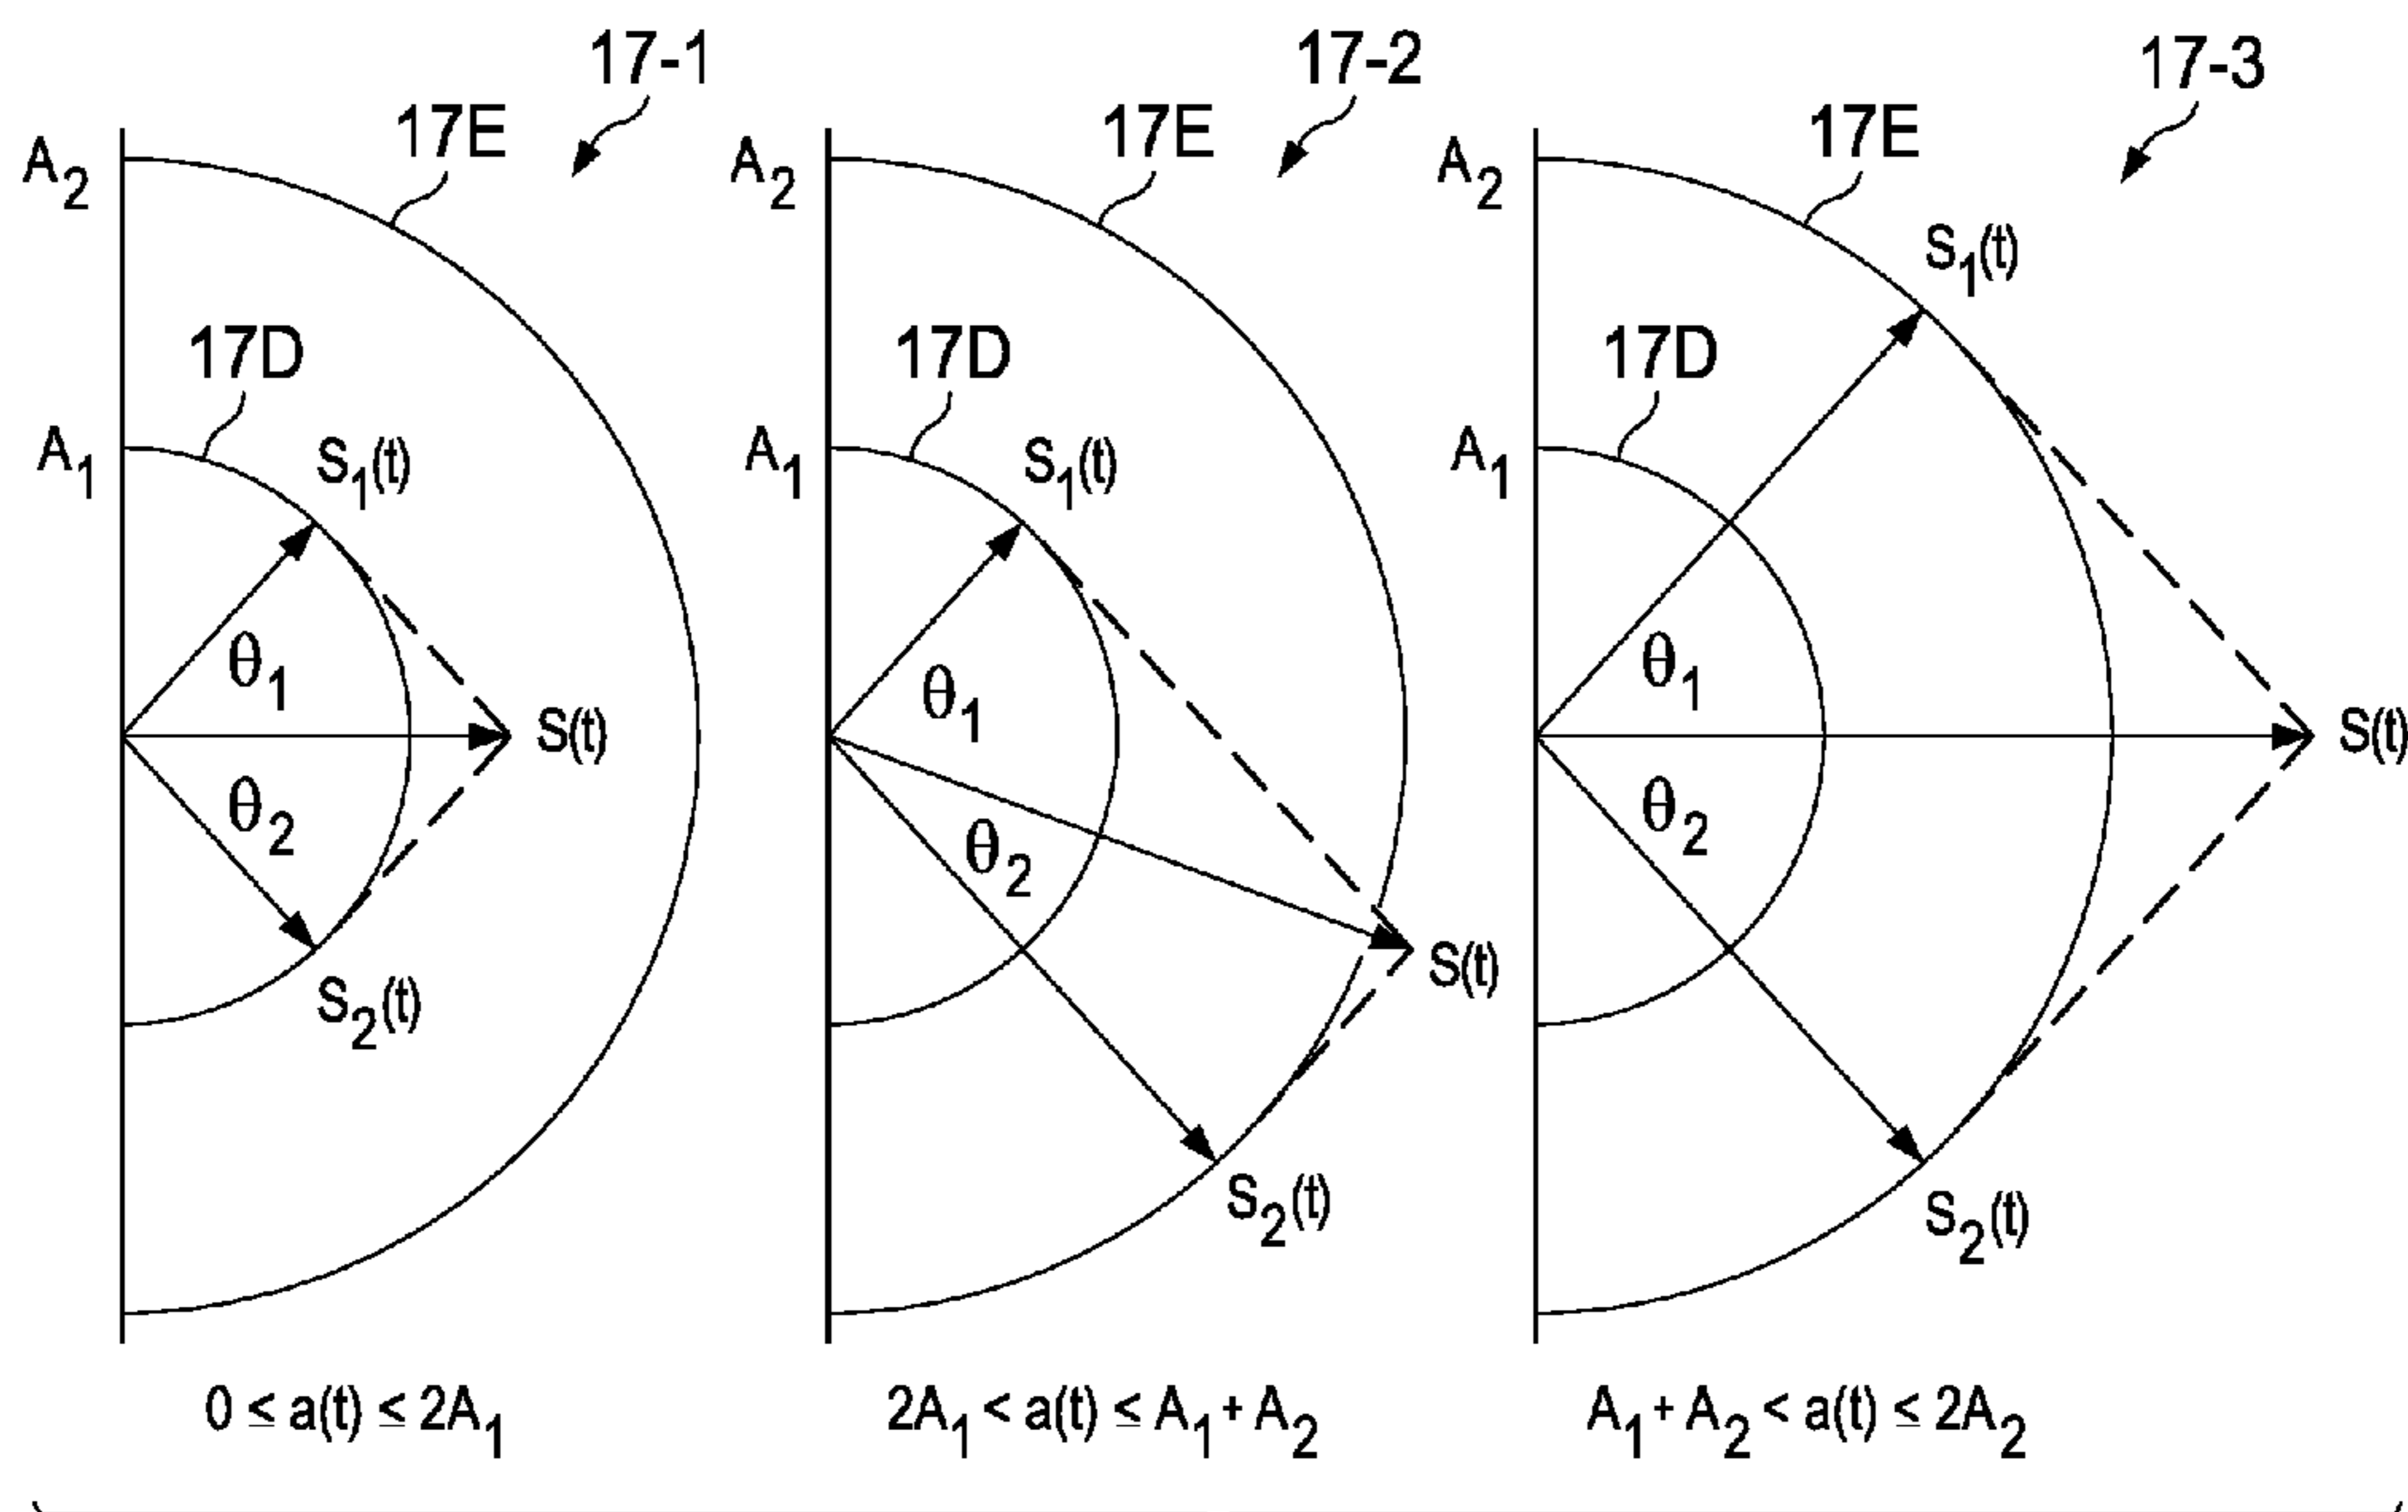 17-1
17E
A2
17D
A1
S1(t)
θ1
S(t)
θ2
S2(t)
0 ≤ a(t) ≤ 2A1
17-2
17E
A2
17D
A1
S1(t)
θ1
θ2
S(t)
S2(t)
2A1 < a(t) ≤ A1 + A2
17-3
17E
A2
S1(t)
17D
A1
θ1
S(t)
θ2
S2(t)
A1 + A2 < a(t) ≤ 2A2